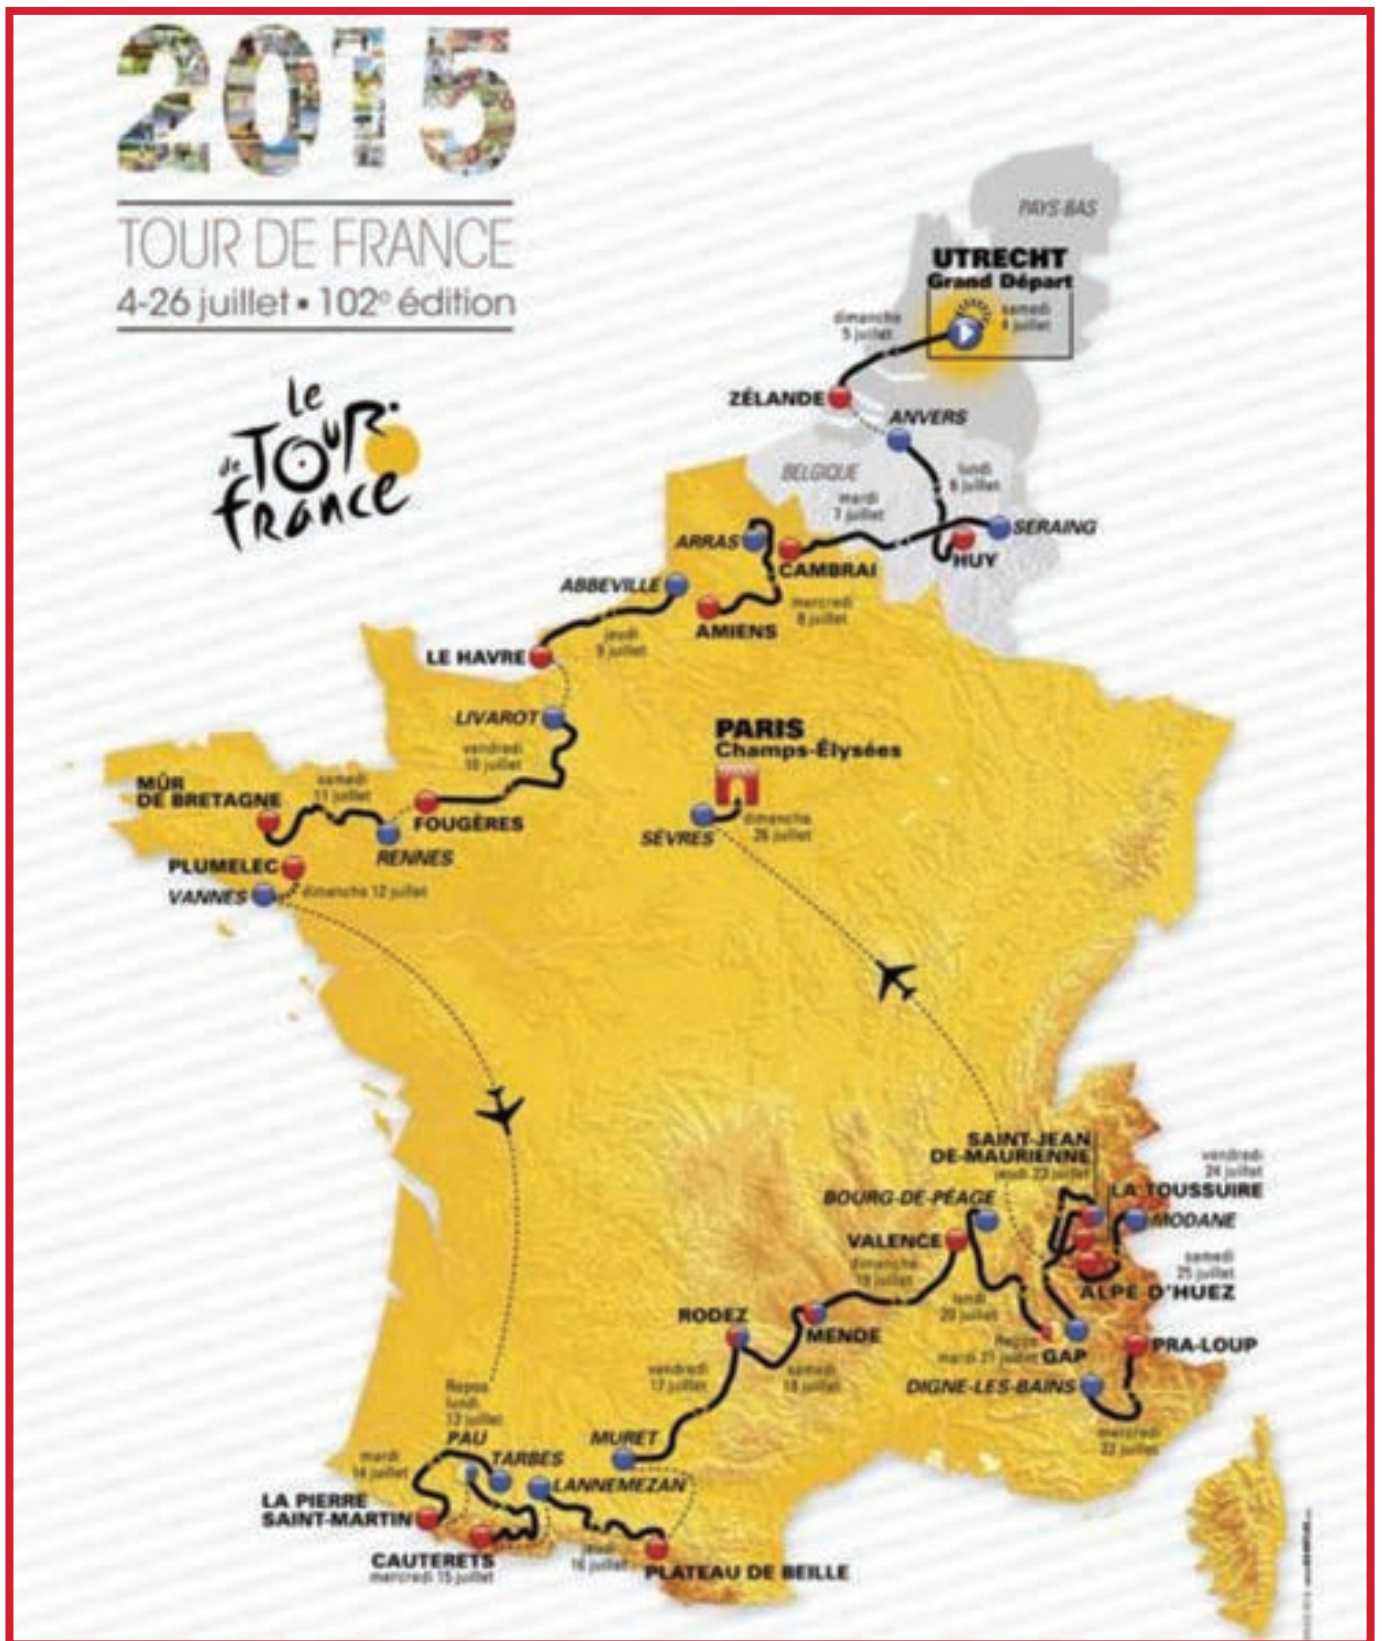 2015
TOUR DE FRANCE
4-26 juillet ▪ 102e édition
Le
TOUR
de
france
PAYS-BAS
UTRECHT
Grand Départ
samedi
4 juillet
dimanche
5 juillet
ZÉLANDE
ANVERS
BELGIQUE
lundi
6 juillet
mardi
7 juillet
SERAING
HUY
ARRAS
CAMBRAI
ABBEVILLE
mercredi
8 juillet
AMIENS
jeudi
9 juillet
LE HAVRE
LIVAROT
vendredi
10 juillet
PARIS
Champs-Élysées
MÛR
DE BRETAGNE
samedi
11 juillet
FOUGÈRES
dimanche
26 juillet
SÈVRES
RENNES
PLUMELEC
VANNES
dimanche 12 juillet
SAINT-JEAN
DE-MAURIENNE
jeudi 23 juillet
vendredi
24 juillet
LA TOUSSUIRE
BOURG-DE-PÉAGE
MODANE
VALENCE
dimanche
19 juillet
samedi
25 juillet
ALPE D'HUEZ
lundi
20 juillet
RODEZ
MENDE
Repos
mardi 21 juillet
GAP
PRA-LOUP
vendredi
17 juillet
samedi
18 juillet
DIGNE-LES-BAINS
mercredi
22 juillet
Repos
lundi
13 juillet
PAU
MURET
mardi
14 juillet
TARBES
LANNEMEZAN
LA PIERRE
SAINT-MARTIN
CAUTERETS
mercredi 15 juillet
jeudi
16 juillet
PLATEAU DE BEILLE